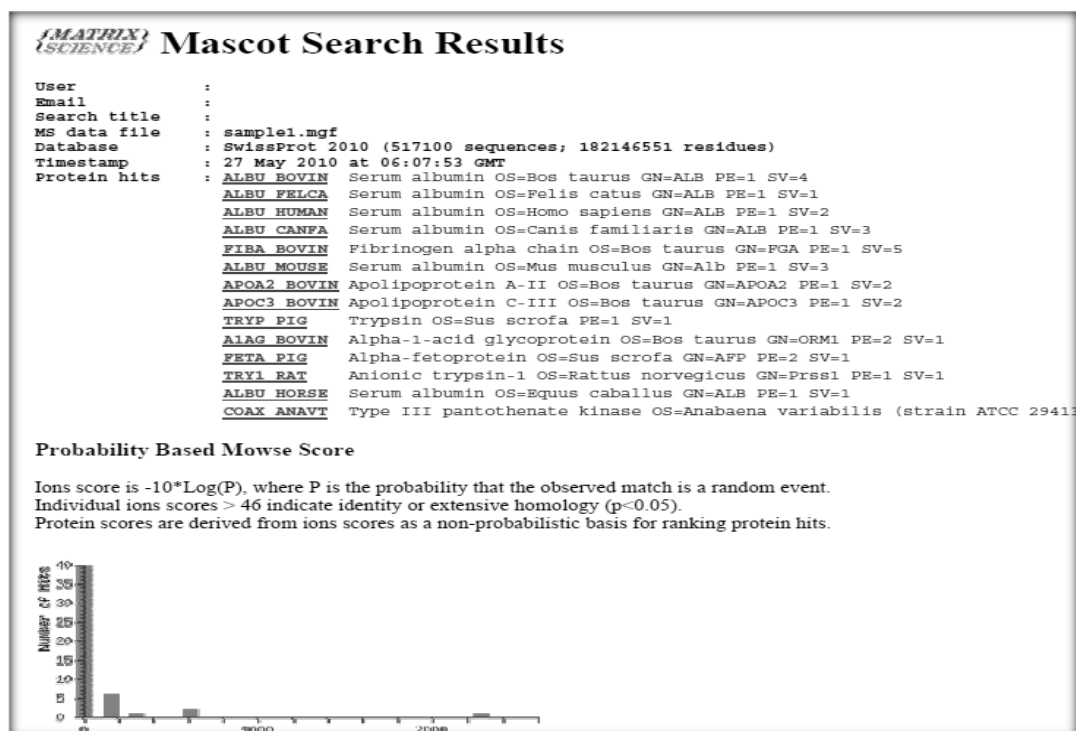 {MATRIX SCIENCE} Mascot Search Results
User :
Email :
Search title :
MS data file : sample1.mgf
Database : SwissProt 2010 (517100 sequences; 182146551 residues)
Timestamp : 27 May 2010 at 06:07:53 GMT
Protein hits : ALBU_BOVIN Serum albumin OS=Bos taurus GN=ALB PE=1 SV=4
ALBU_FELCA Serum albumin OS=Felis catus GN=ALB PE=1 SV=1
ALBU_HUMAN Serum albumin OS=Homo sapiens GN=ALB PE=1 SV=2
ALBU_CANFA Serum albumin OS=Canis familiaris GN=ALB PE=1 SV=3
FIBA_BOVIN Fibrinogen alpha chain OS=Bos taurus GN=FGA PE=1 SV=5
ALBU_MOUSE Serum albumin OS=Mus musculus GN=Alb PE=1 SV=3
APOA2_BOVIN Apolipoprotein A-II OS=Bos taurus GN=APOA2 PE=1 SV=2
APOC3_BOVIN Apolipoprotein C-III OS=Bos taurus GN=APOC3 PE=1 SV=2
TRYP_PIG Trypsin OS=Sus scrofa PE=1 SV=1
A1AG_BOVIN Alpha-1-acid glycoprotein OS=Bos taurus GN=ORM1 PE=2 SV=1
FETA_PIG Alpha-fetoprotein OS=Sus scrofa GN=AFP PE=2 SV=1
TRY1_RAT Anionic trypsin-1 OS=Rattus norvegicus GN=Prss1 PE=1 SV=1
ALBU_HORSE Serum albumin OS=Equus caballus GN=ALB PE=1 SV=1
COAX_ANAVT Type III pantothenate kinase OS=Anabaena variabilis (strain ATCC 29413
Probability Based Mowse Score
Ions score is -10*Log(P), where P is the probability that the observed match is a random event.
Individual ions scores > 46 indicate identity or extensive homology (p<0.05).
Protein scores are derived from ions scores as a non-probabilistic basis for ranking protein hits.
Number of Hits
40
35
30
25
20
15
10
5
0
0 1000 2000